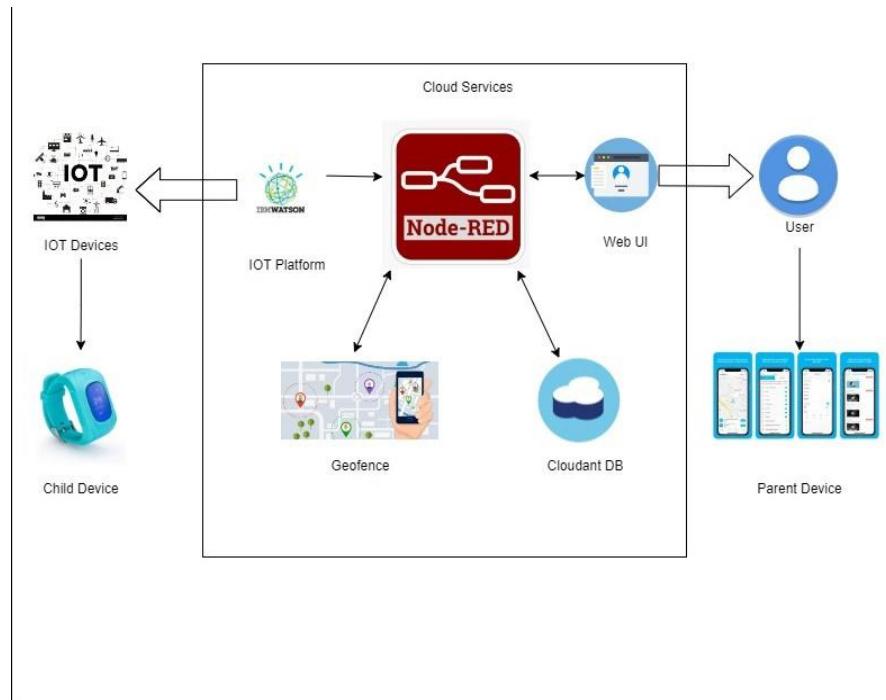 Cloud Services
IOT
IOT Devices
IBM WATSON
IOT Platform
Node-RED
Web UI
User
Child Device
Geofence
Cloudant DB
Parent Device